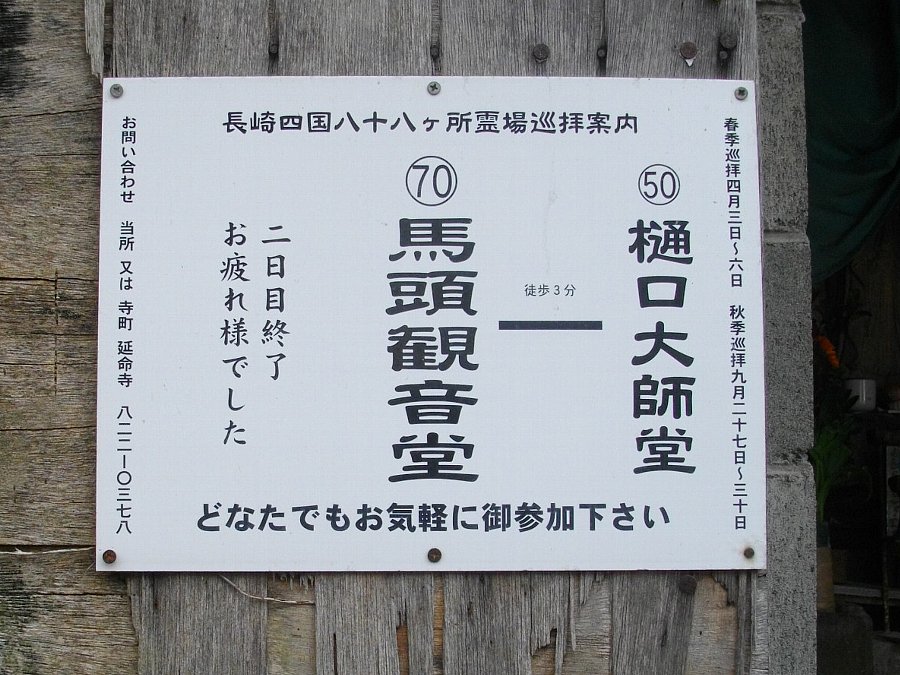 長崎四国八十八ヶ所霊場巡拝案内
春季巡拝四月三日～六日 秋季巡拝九月二十七日～三十日
50
樋口大師堂
徒歩3分
70
馬頭観音堂
二日目終了
お疲れ様でした
お問い合わせ 当所 又は 寺町 延命寺 八二二ー〇三七八
どなたでもお気軽に御参加下さい